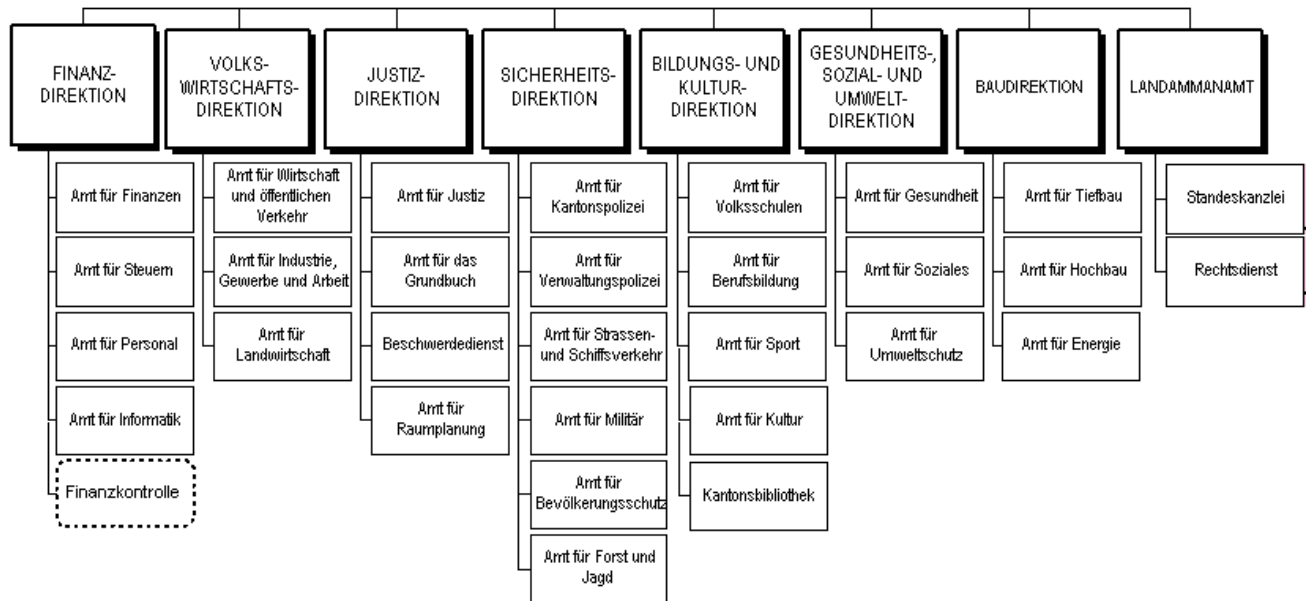 FINANZ-
DIREKTION
VOLKS-
WIRTSCHAFTS-
DIREKTION
JUSTIZ-
DIREKTION
SICHERHEITS-
DIREKTION
BILDUNGS- UND
KULTUR-
DIREKTION
GESUNDHEITS-,
SOZIAL- UND
UMWELT-
DIREKTION
BAUDIREKTION
LANDAMMANAMT
Amt für Finanzen
Amt für Steuern
Amt für Personal
Amt für Informatik
Finanzkontrolle
Amt für Wirtschaft
und öffentlichen
Verkehr
Amt für Industrie,
Gewerbe und Arbeit
Amt für
Landwirtschaft
Amt für Justiz
Amt für das
Grundbuch
Beschwerdedienst
Amt für
Raumplanung
Amt für
Kantonspolizei
Amt für
Verwaltungspolizei
Amt für Strassen-
und Schiffsverkehr
Amt für Militär
Amt für
Bevölkerungsschutz
Amt für Forst und
Jagd
Amt für
Volksschulen
Amt für
Berufsbildung
Amt für Sport
Amt für Kultur
Kantonsbibliothek
Amt für Gesundheit
Amt für Soziales
Amt für
Umweltschutz
Amt für Tiefbau
Amt für Hochbau
Amt für Energie
Standeskanzlei
Rechtsdienst